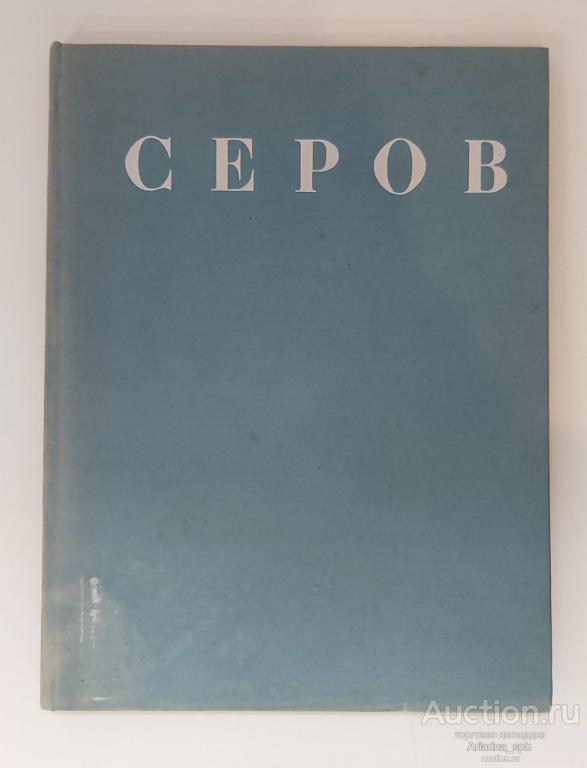 СЕРОВ
Auction.ru
торговая площадка
Ariadna_spb
auction.ru